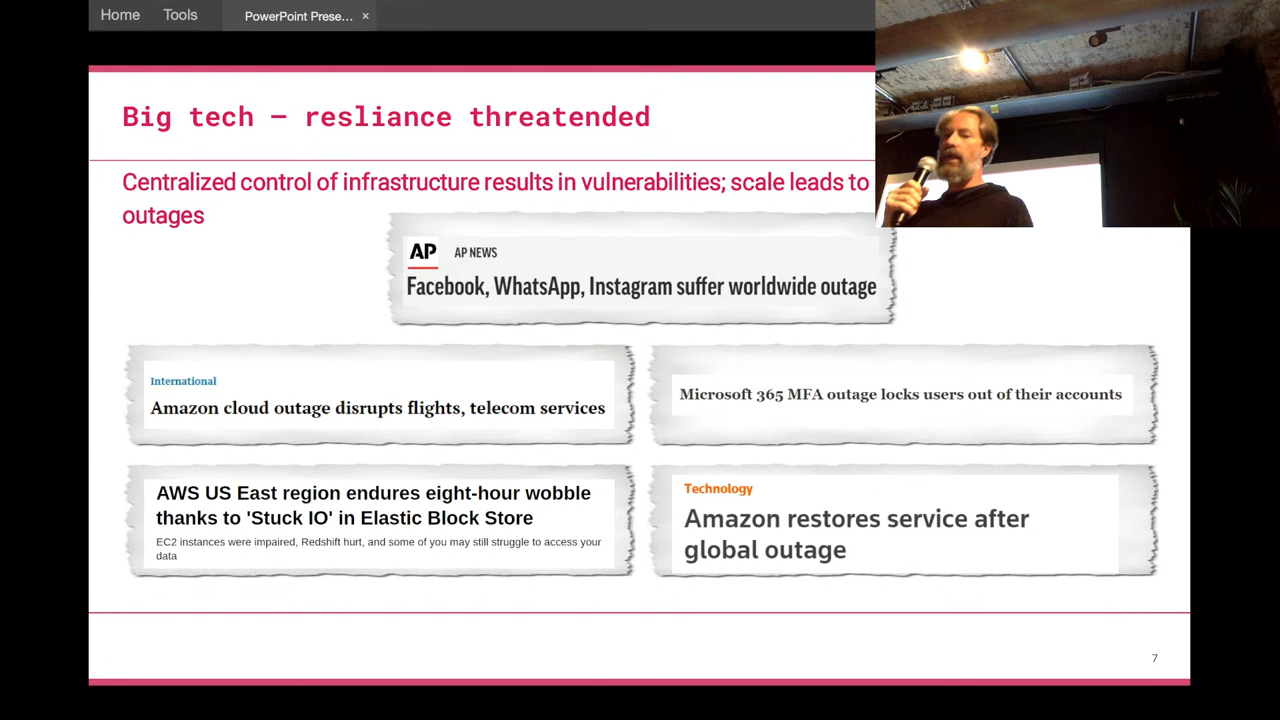 Home Tools PowerPoint Prese... ×
Big tech – resliance threatended
Centralized control of infrastructure results in vulnerabilities; scale leads to
outages
AP AP NEWS
Facebook, WhatsApp, Instagram suffer worldwide outage
International
Amazon cloud outage disrupts flights, telecom services
Microsoft 365 MFA outage locks users out of their accounts
AWS US East region endures eight-hour wobble
thanks to 'Stuck IO' in Elastic Block Store
EC2 instances were impaired, Redshift hurt, and some of you may still struggle to access your
data
Technology
Amazon restores service after
global outage
7